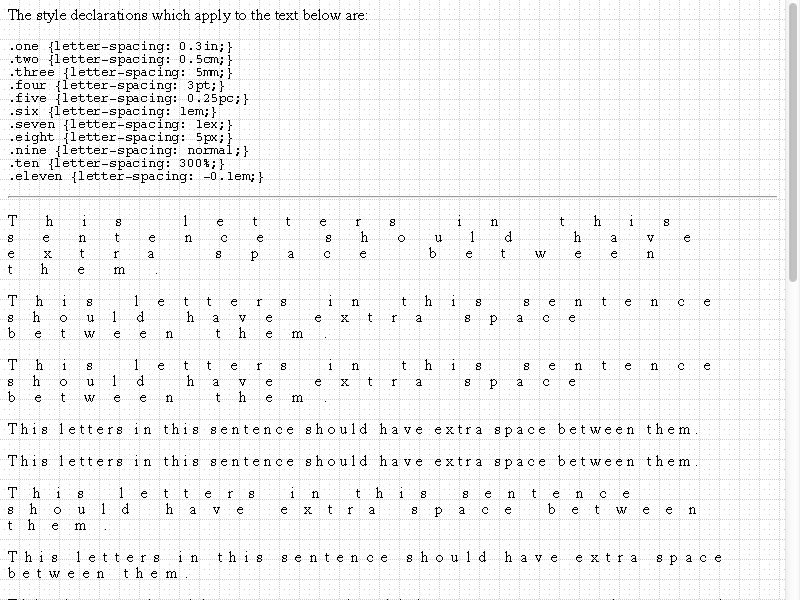 The style declarations which apply to the text below are:
.one {letter-spacing: 0.3in;}
.two {letter-spacing: 0.5cm;}
.three {letter-spacing: 5mm;}
.four {letter-spacing: 3pt;}
.five {letter-spacing: 0.25pc;}
.six {letter-spacing: 1em;}
.seven {letter-spacing: 1ex;}
.eight {letter-spacing: 5px;}
.nine {letter-spacing: normal;}
.ten {letter-spacing: 300%;}
.eleven {letter-spacing: -0.1em;}
This letters in this
sentence should have
extra space between
them.
This letters in this sentence
should have extra space
between them.
This letters in this sentence
should have extra space
between them.
This letters in this sentence should have extra space between them.
This letters in this sentence should have extra space between them.
This letters in this sentence
should have extra space between
them.
This letters in this sentence should have extra space
between them.